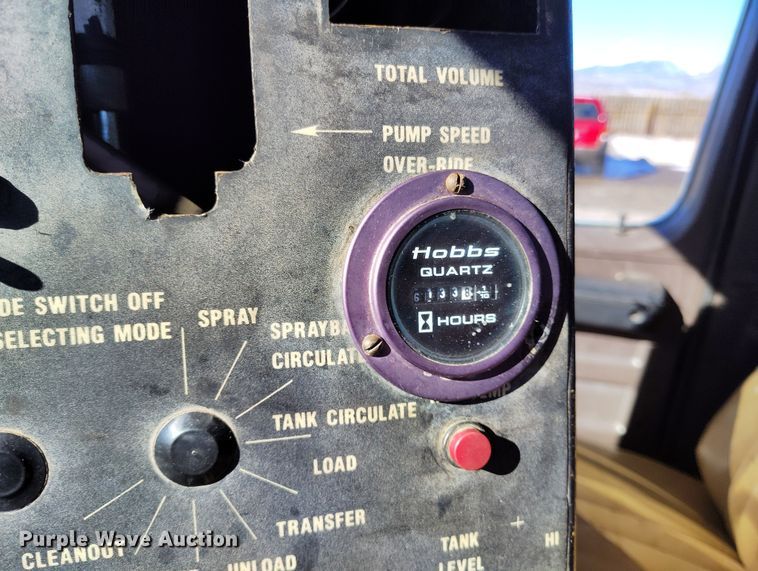 TOTAL VOLUME
PUMP SPEED
OVER-RIDE
Hobbs
QUARTZ
HOURS
DE SWITCH OFF
SELECTING MODE
SPRAY
SPRAYBA
CIRCULAT
TANK CIRCULATE
LOAD
TRANSFER
UNLOAD
CLEANOUT
TANK
LEVEL
+
HI
Purple Wave Auction